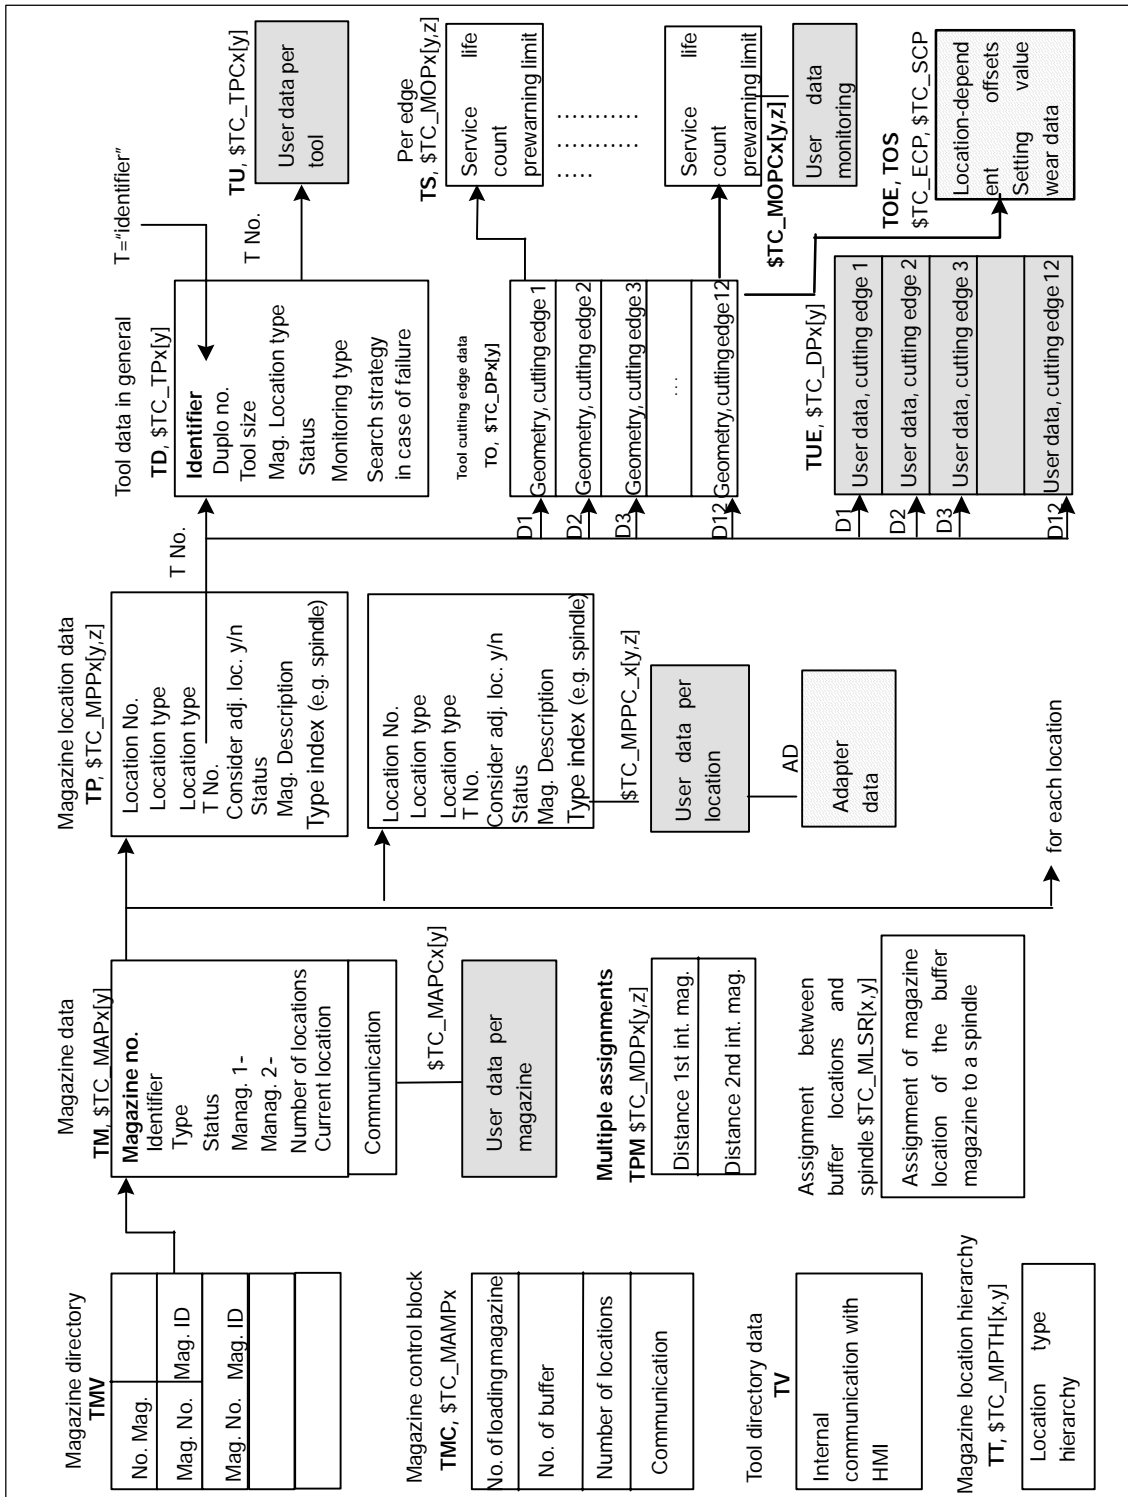 Magazine directory
TMV
No. Mag.
Mag. No. Mag. ID
Mag. No. Mag. ID
Magazine control block
TMC, $TC_MAMPx
No. of loading magazine
No. of buffer
Number of locations
Communication
Tool directory data
TV
Internal
communication with
HMI
Magazine location hierarchy
TT, $TC_MPTH[x,y]
Location type
hierarchy
Magazine data
TM, $TC_MAPx[y]
Magazine no.
Identifier
Type
Status
Manag. 1-
Manag. 2-
Number of locations
Current location
Communication
$TC_MAPCx[y]
User data per
magazine
Multiple assignments
TPM $TC_MDPx[y,z]
Distance 1st int. mag.
Distance 2nd int. mag.
Assignment between
buffer locations and
spindle $TC_MLSR[x,y]
Assignment of magazine
location of the buffer
magazine to a spindle
Magazine location data
TP, $TC_MPPx[y,z]
Location No.
Location type
Location type
T No.
Consider adj. loc. y/n
Status
Mag. Description
Type index (e.g. spindle)
Location No.
Location type
Location type
T No.
Consider adj. loc. y/n
Status
Mag. Description
Type index (e.g. spindle)
$TC_MPPC_x[y,z]
User data per
location
AD
Adapter
data
for each location
T No.
Tool data in general
TD, $TC_TPx[y]
T="identifier"
Identifier
Duplo no.
Tool size
Mag. Location type
Status
Monitoring type
Search strategy
in case of failure
T No.
TU, $TC_TPCx[y]
User data per
tool
Tool cutting edge data
TO, $TC_DPx[y]
D1 Geometry, cutting edge 1
D2 Geometry, cutting edge 2
D3 Geometry, cutting edge 3
...
D12 Geometry, cutting edge 12
Per edge
TS, $TC_MOPx[y,z]
Service life
count
prewarning limit
...........
...........
.....
Service life
count
prewarning limit
$TC_MOPCx[y,z]
User data
monitoring
TUE, $TC_DPx[y]
D1 User data, cutting edge 1
D2 User data, cutting edge 2
D3 User data, cutting edge 3
D12 User data, cutting edge 12
TOE, TOS
$TC_ECP, $TC_SCP
Location-depend
ent offsets
Setting value
wear data